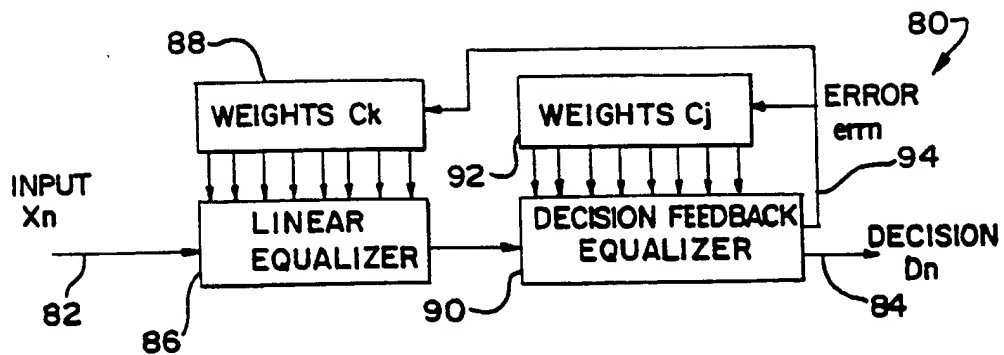 80
88
WEIGHTS Ck
WEIGHTS Cj
ERROR
errn
92
94
INPUT
Xn
LINEAR
EQUALIZER
DECISION FEEDBACK
EQUALIZER
DECISION
Dn
82
86
90
84